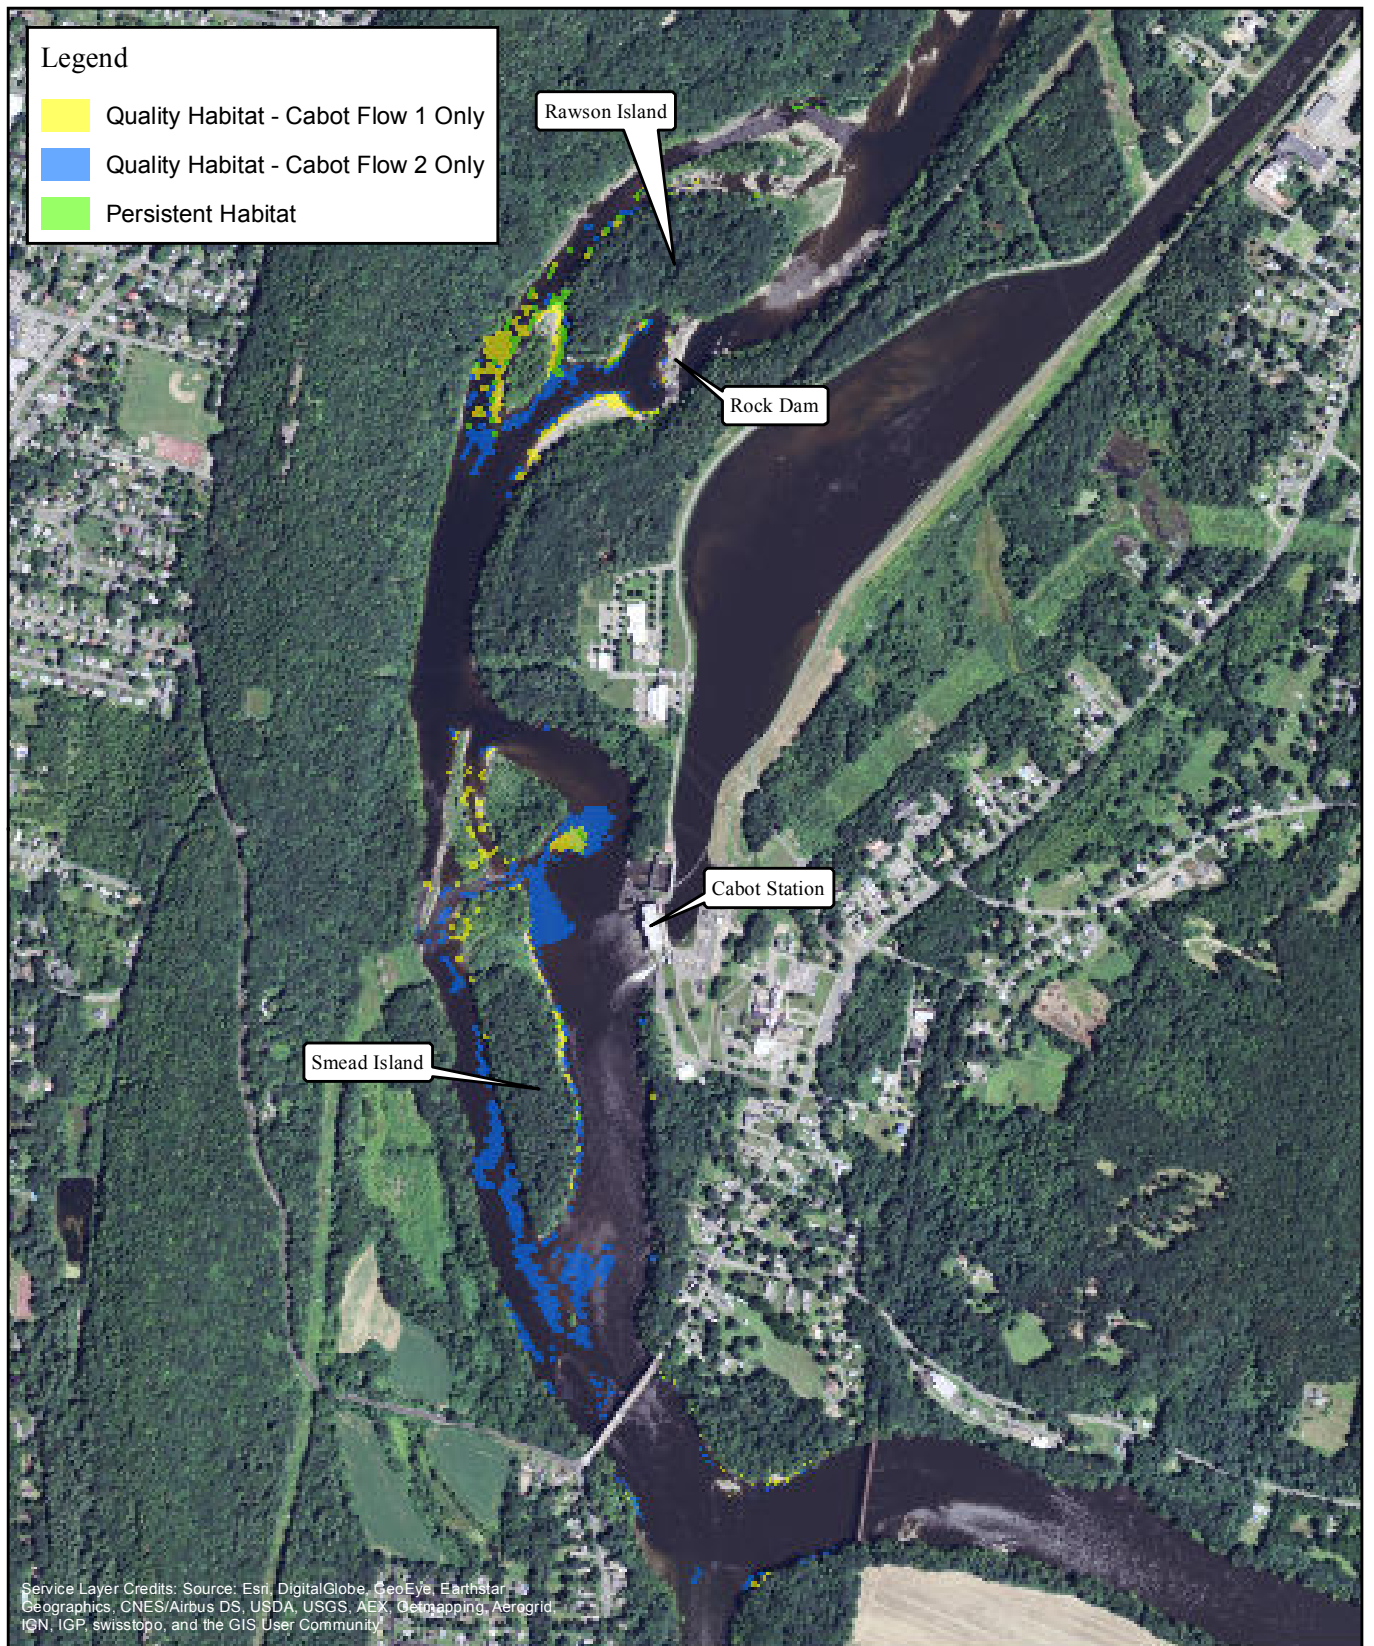 Legend
Quality Habitat - Cabot Flow 1 Only
Quality Habitat - Cabot Flow 2 Only
Persistent Habitat
Rawson Island
Rock Dam
Cabot Station
Smead Island
Service Layer Credits: Source: Esri, DigitalGlobe, GeoEye, Earthstar
Geographics, CNES/Airbus DS, USDA, USGS, AEX, Getmapping, Aerogrid,
IGN, IGP, swisstopo, and the GIS User Community